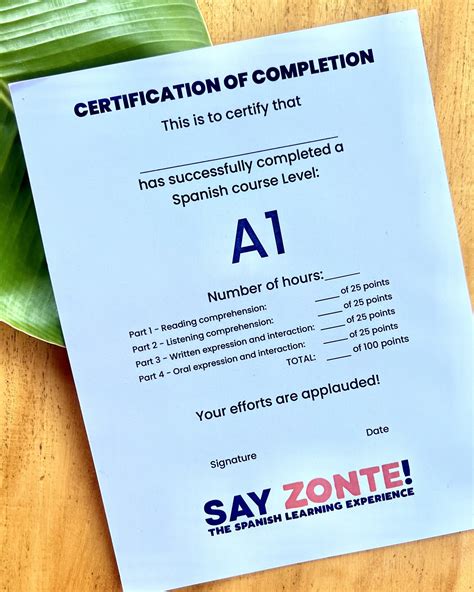 CERTIFICATION OF COMPLETION
This is to certify that
has successfully completed a
Spanish course Level:
A1
Number of hours:
Part 1 - Reading comprehension: of 25 points
Part 2 - Listening comprehension: of 25 points
Part 3 - Written expression and interaction: of 25 points
Part 4 - Oral expression and interaction: of 25 points
TOTAL: of 100 points
Your efforts are applauded!
Signature Date
SAY ZONTE!
THE SPANISH LEARNING EXPERIENCE